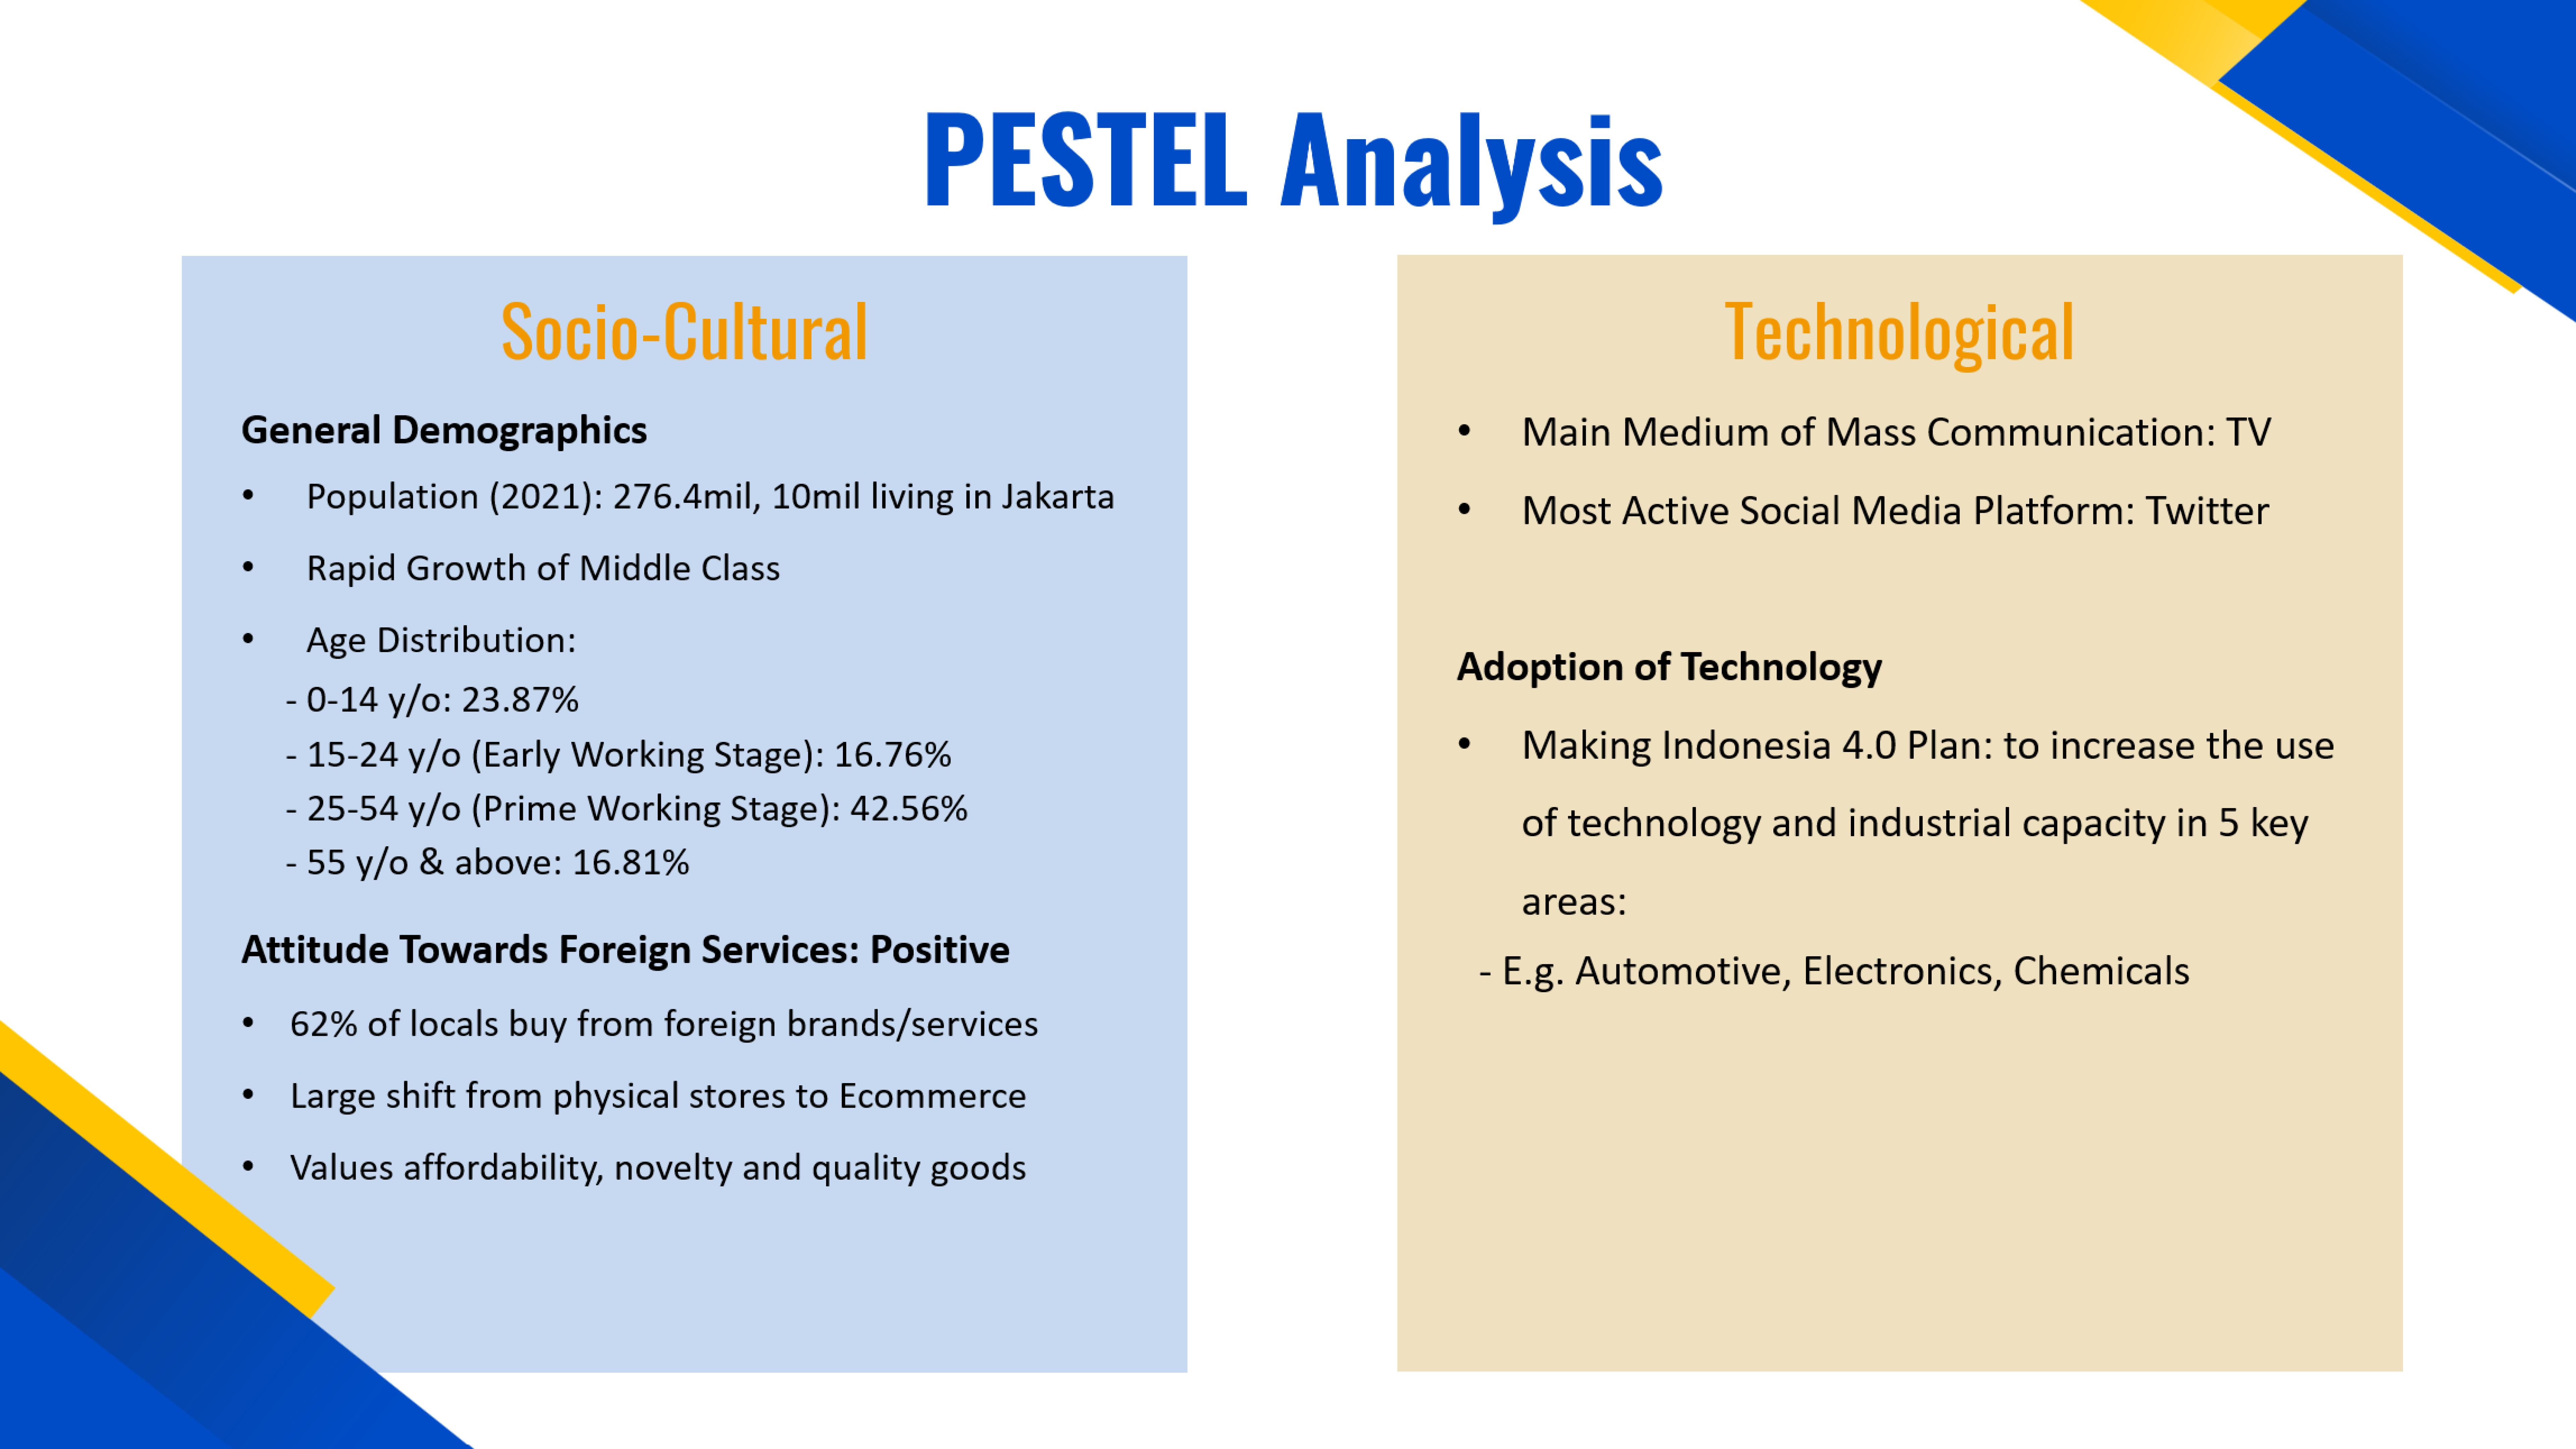 PESTEL Analysis
Socio-Cultural
General Demographics
• Population (2021): 276.4mil, 10mil living in Jakarta
• Rapid Growth of Middle Class
• Age Distribution:
- 0-14 y/o: 23.87%
- 15-24 y/o (Early Working Stage): 16.76%
- 25-54 y/o (Prime Working Stage): 42.56%
- 55 y/o & above: 16.81%
Attitude Towards Foreign Services: Positive
• 62% of locals buy from foreign brands/services
• Large shift from physical stores to Ecommerce
• Values affordability, novelty and quality goods
Technological
• Main Medium of Mass Communication: TV
• Most Active Social Media Platform: Twitter
Adoption of Technology
• Making Indonesia 4.0 Plan: to increase the use
of technology and industrial capacity in 5 key
areas:
- E.g. Automotive, Electronics, Chemicals